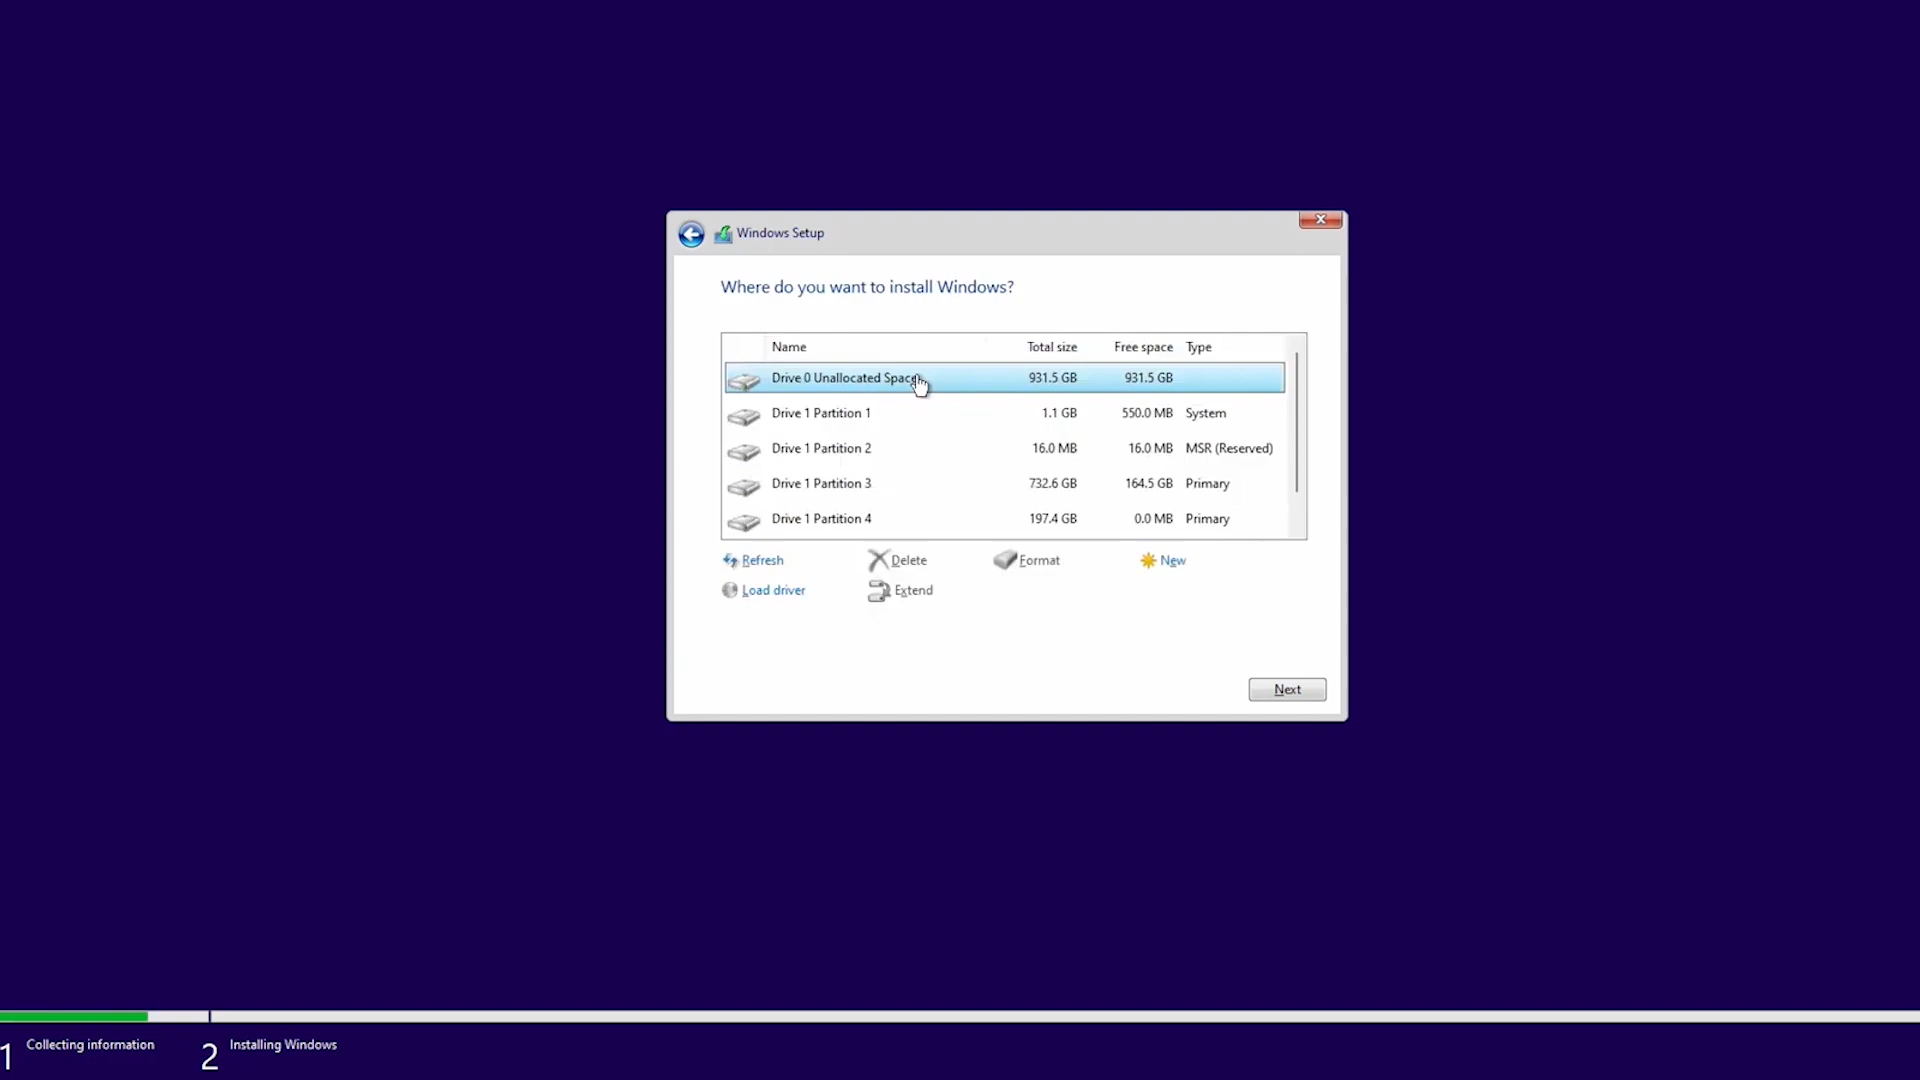 Windows Setup
Where do you want to install Windows?
Name Total size Free space Type
Drive 0 Unallocated Space 931.5 GB 931.5 GB
Drive 1 Partition 1 1.1 GB 550.0 MB System
Drive 1 Partition 2 16.0 MB 16.0 MB MSR (Reserved)
Drive 1 Partition 3 732.6 GB 164.5 GB Primary
Drive 1 Partition 4 197.4 GB 0.0 MB Primary
Refresh Delete Format New
Load driver Extend
Next
1 Collecting information 2 Installing Windows